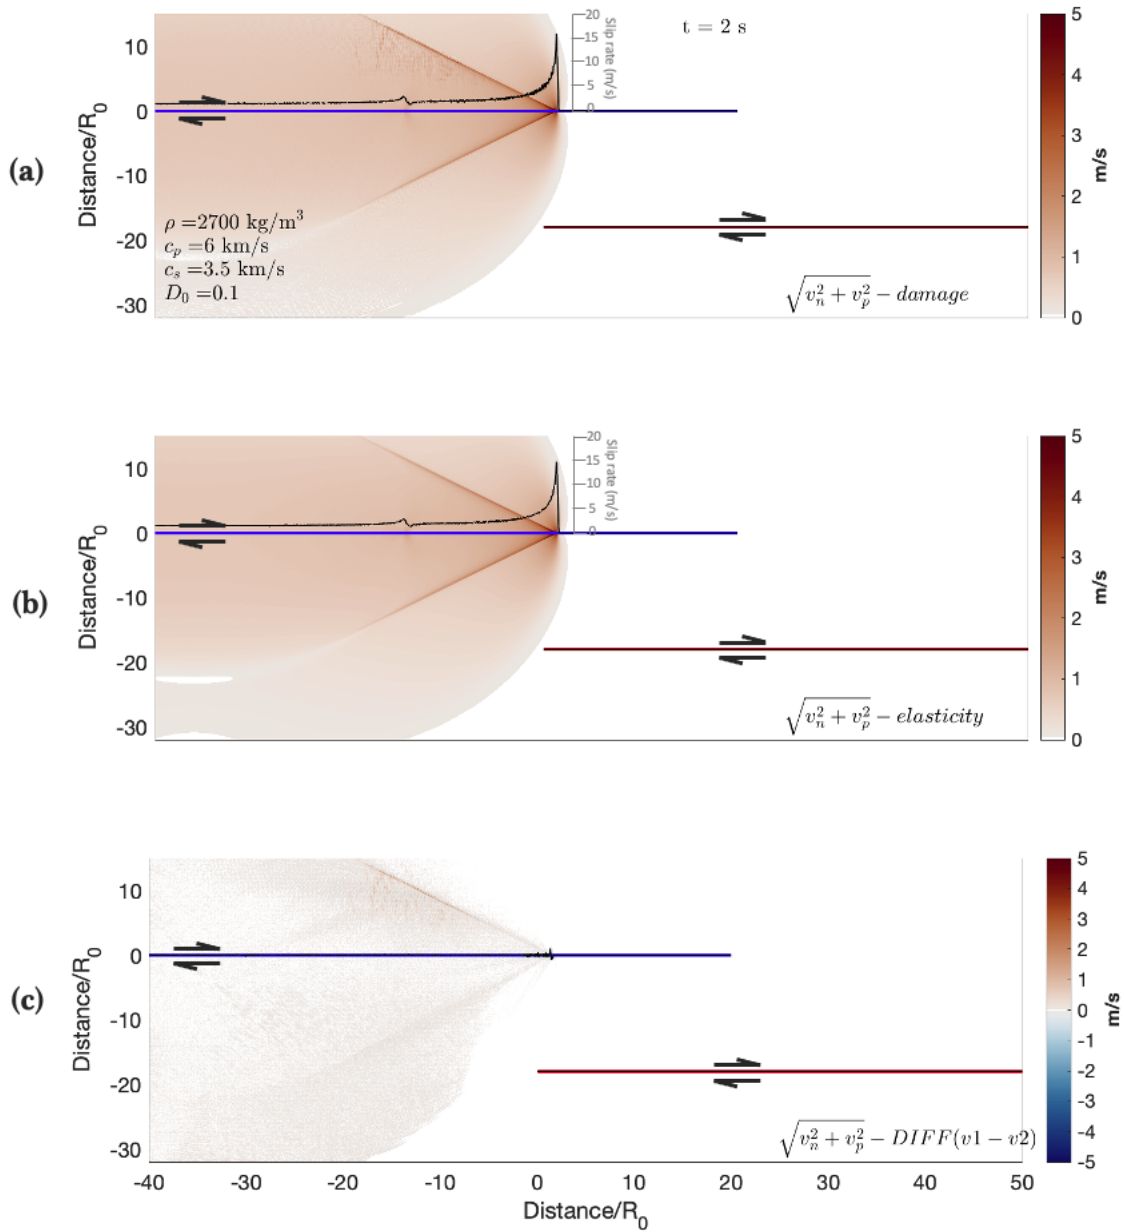 (a)
Distance/R0
10
0
-10
-20
-30
20
15
10
5
0
Slip rate (m/s)
t = 2 s
ρ =2700 kg/m³
c_p =6 km/s
c_s =3.5 km/s
D_0 =0.1
√(v_n² + v_p²) − damage
5
4
3
2
1
0
m/s
(b)
Distance/R0
10
0
-10
-20
-30
20
15
10
5
0
Slip rate (m/s)
√(v_n² + v_p²) − elasticity
5
4
3
2
1
0
m/s
(c)
Distance/R0
10
0
-10
-20
-30
√(v_n² + v_p²) − DIFF(v1 − v2)
5
4
3
2
1
0
-1
-2
-3
-4
-5
m/s
-40 -30 -20 -10 0 10 20 30 40 50
Distance/R0